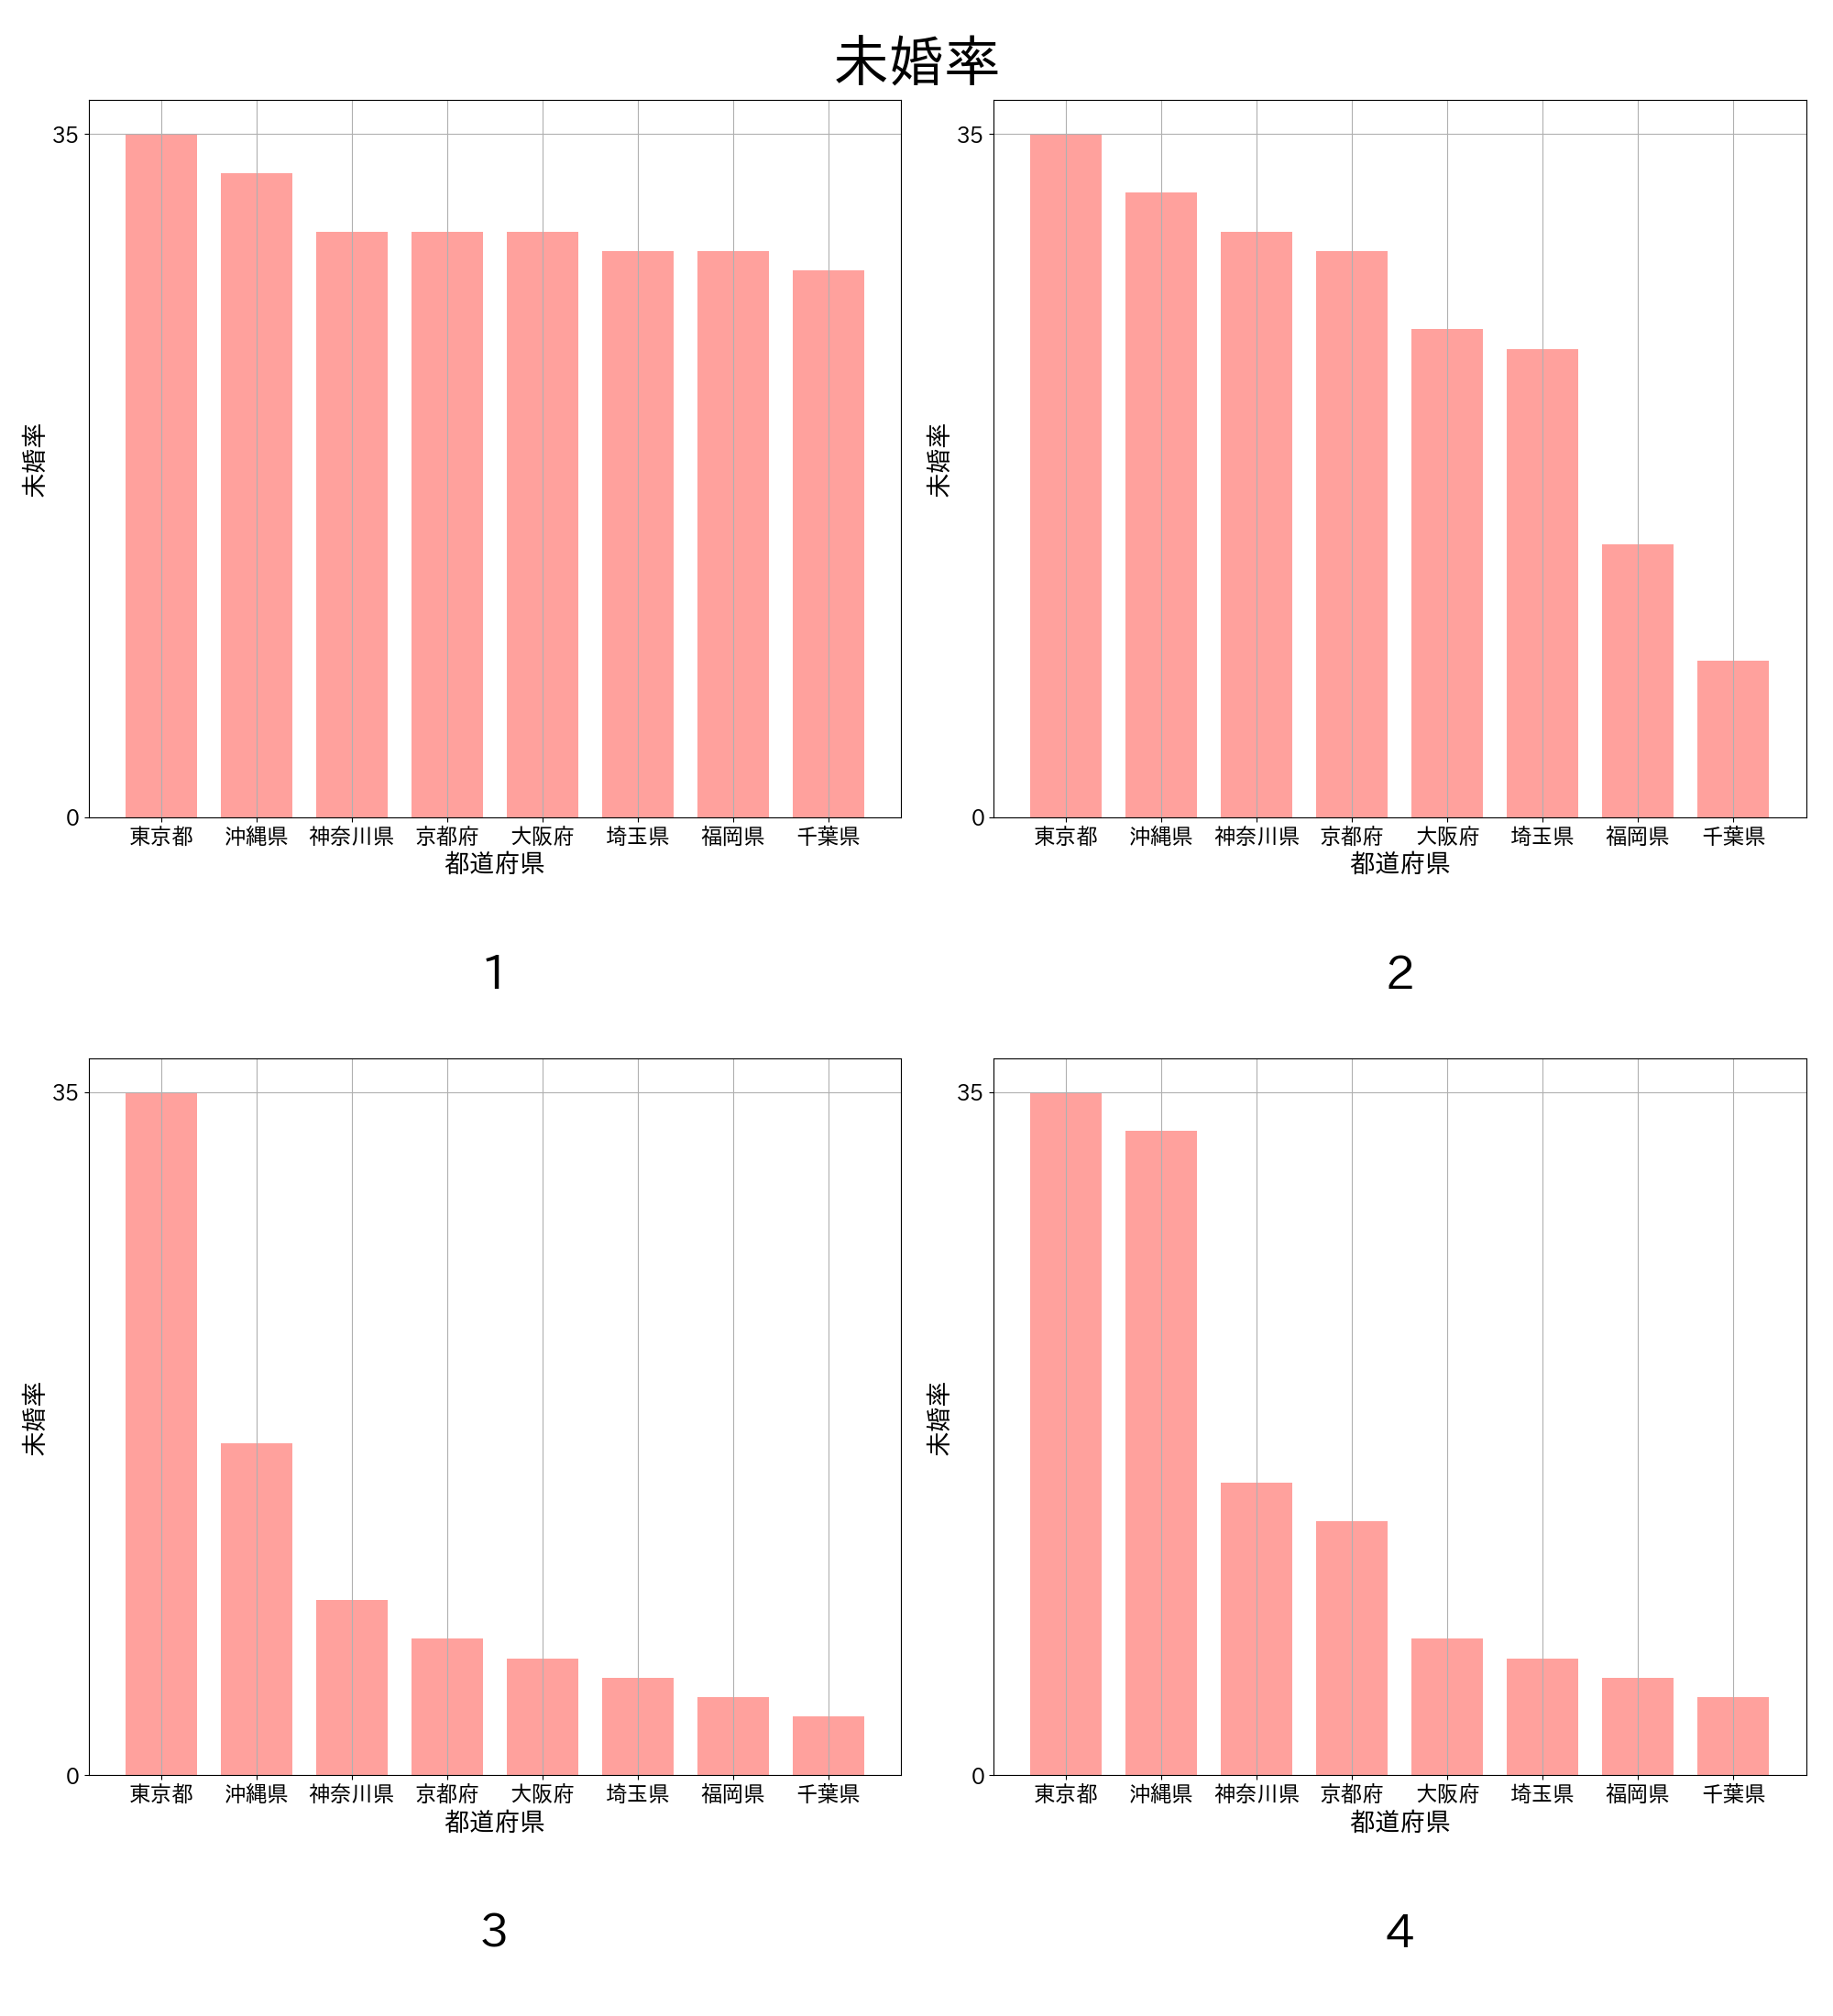 未婚率
35
0
未婚率
東京都 沖縄県 神奈川県 京都府 大阪府 埼玉県 福岡県 千葉県
都道府県
1
35
0
未婚率
東京都 沖縄県 神奈川県 京都府 大阪府 埼玉県 福岡県 千葉県
都道府県
2
35
0
未婚率
東京都 沖縄県 神奈川県 京都府 大阪府 埼玉県 福岡県 千葉県
都道府県
3
35
0
未婚率
東京都 沖縄県 神奈川県 京都府 大阪府 埼玉県 福岡県 千葉県
都道府県
4